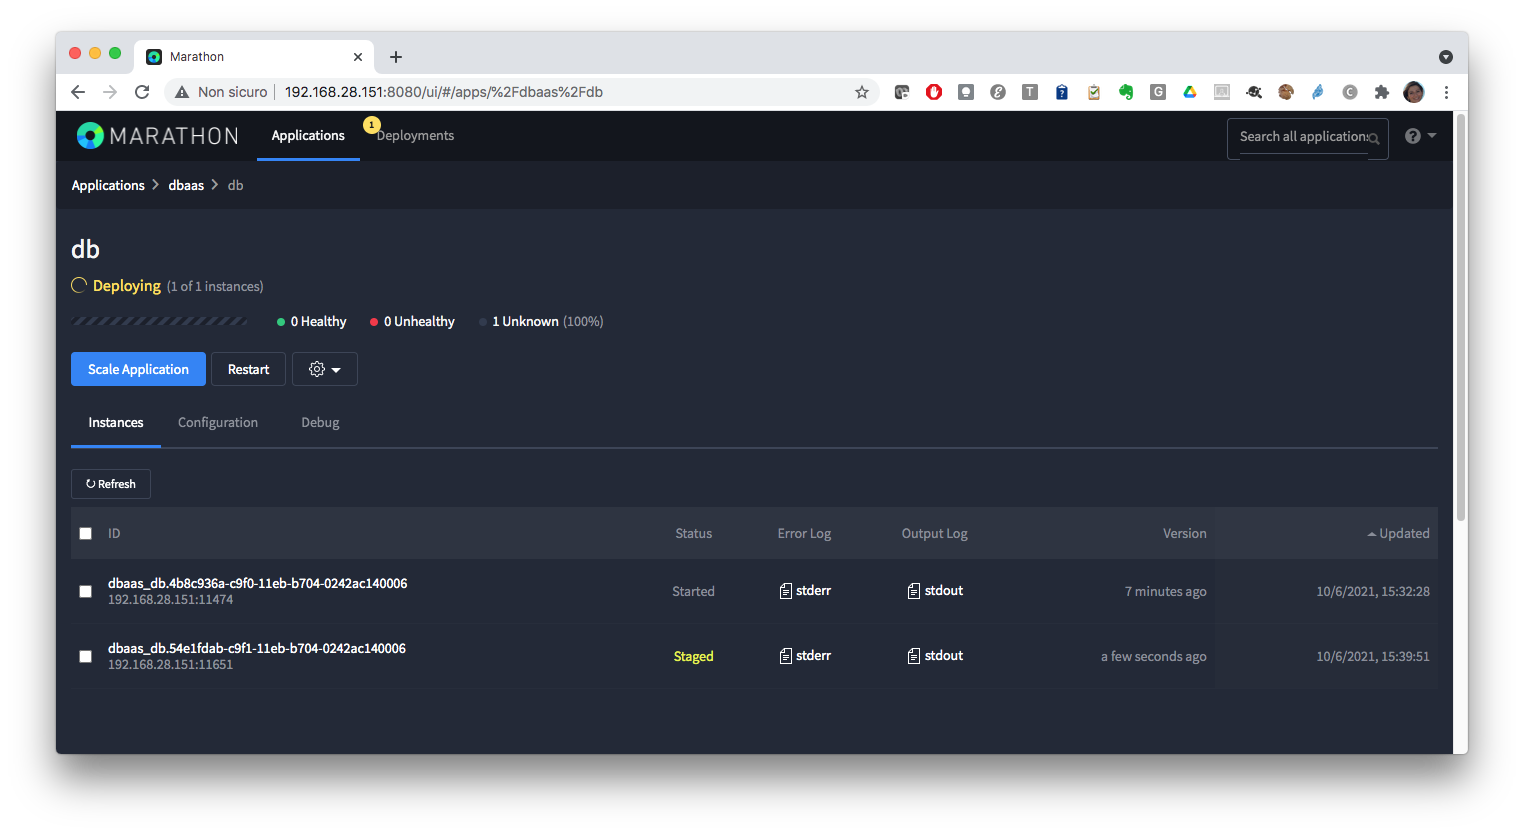 Marathon
Non sicuro 192.168.28.151:8080/ui/#/apps/%2Fdbaas%2Fdb
MARATHON Applications 1 Deployments Search all applications
Applications > dbaas > db
db
Deploying (1 of 1 instances)
0 Healthy 0 Unhealthy 1 Unknown (100%)
Scale Application Restart
Instances Configuration Debug
Refresh
ID Status Error Log Output Log Version Updated
dbaas_db.4b8c936a-c9f0-11eb-b704-0242ac140006 Started stderr stdout 7 minutes ago 10/6/2021, 15:32:28
192.168.28.151:11474
dbaas_db.54e1fdab-c9f1-11eb-b704-0242ac140006 Staged stderr stdout a few seconds ago 10/6/2021, 15:39:51
192.168.28.151:11651